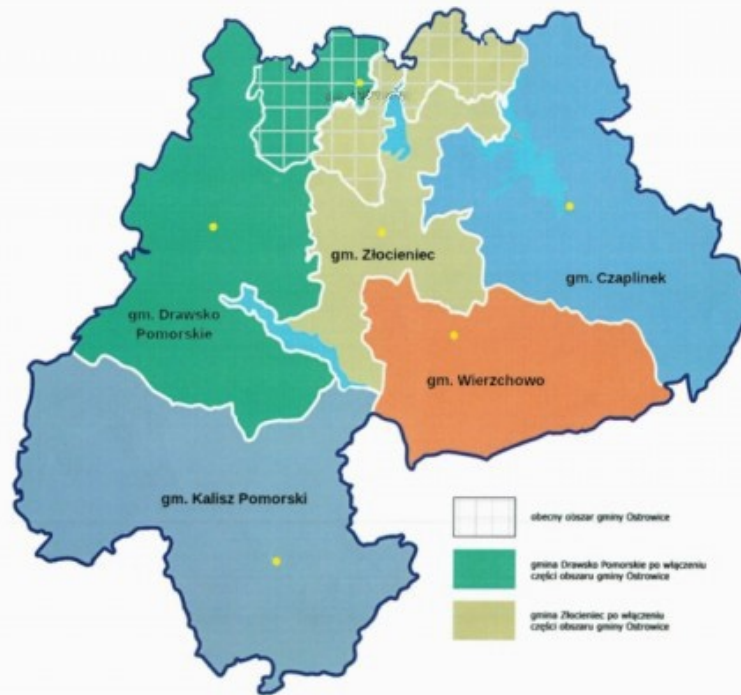 gm. Złocieniec
gm. Czaplinek
gm. Drawsko
Pomorskie
gm. Wierzchowo
gm. Kalisz Pomorski
obecny obszar gminy Ostrowice
gmina Drawsko Pomorskie po włączeniu
części obszaru gminy Ostrowice
gmina Złocieniec po włączeniu
części obszaru gminy Ostrowice